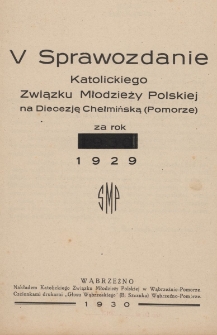 V Sprawozdanie
Katolickiego
Związku Młodzieży Polskiej
na Diecezję Chełmińską (Pomorze)
za rok
1929
SMP
WĄBRZEŹNO
Nakładem Katolickiego Związku Młodzieży Polskiej w Wąbrzeźnie-Pomorze
Czcionkami drukarni „Głosu Wąbrzeskiego" (B. Szczuka) Wąbrzeźno-Pomorze.
1930